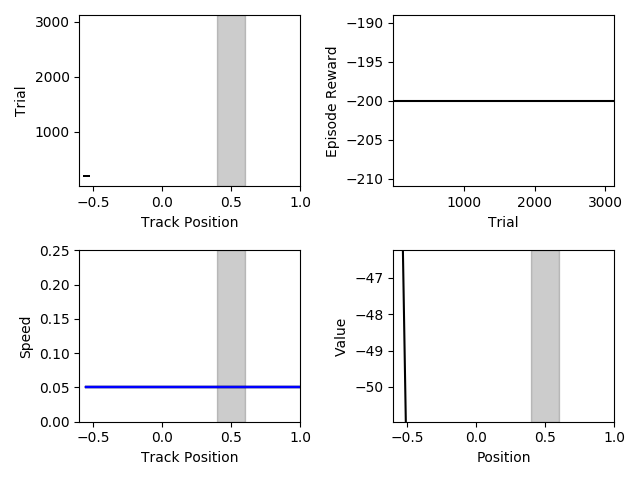 3000
2000
1000
Trial
−0.5 0.0 0.5 1.0
Track Position
−190
−195
−200
−205
−210
Episode Reward
1000 2000 3000
Trial
0.25
0.20
0.15
0.10
0.05
0.00
Speed
−0.5 0.0 0.5 1.0
Track Position
−47
−48
−49
−50
Value
−0.5 0.0 0.5 1.0
Position